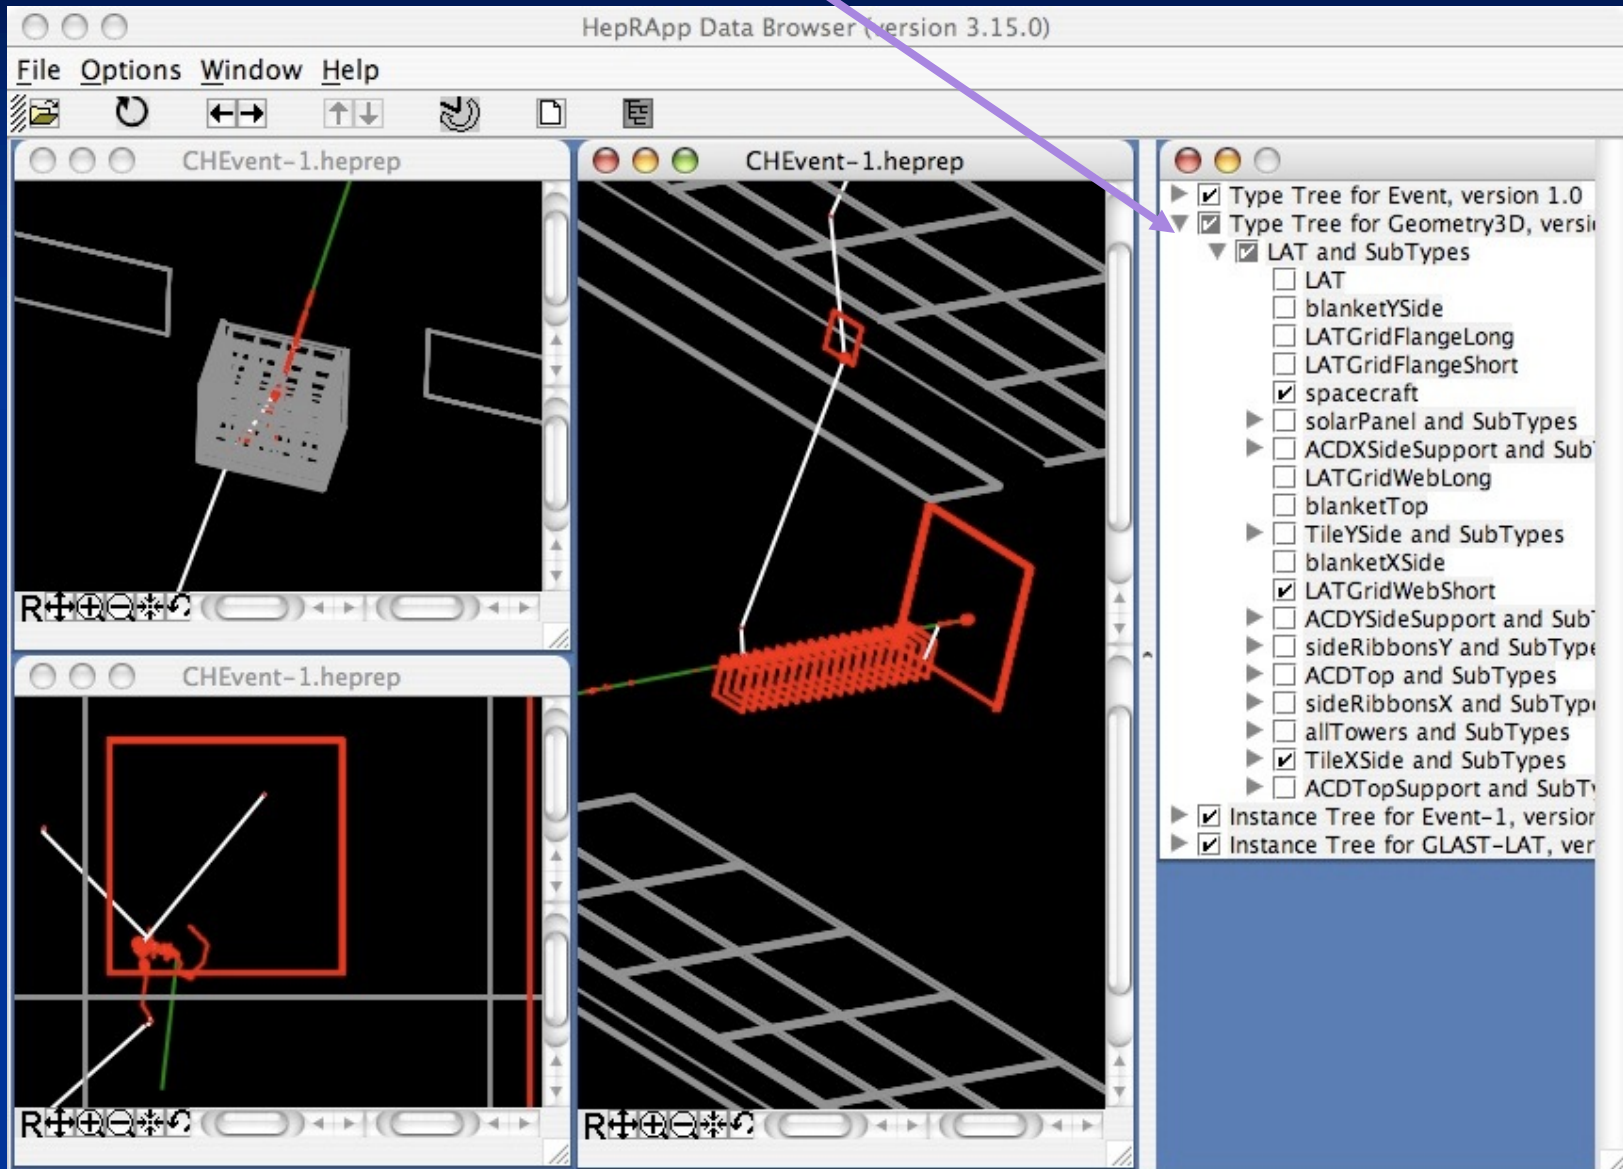 HepRApp Data Browser (version 3.15.0)
File Options Window Help
CHEvent-1.heprep
R
CHEvent-1.heprep
R
CHEvent-1.heprep
R
Type Tree for Event, version 1.0
Type Tree for Geometry3D, versi
LAT and SubTypes
LAT
blanketYSide
LATGridFlangeLong
LATGridFlangeShort
spacecraft
solarPanel and SubTypes
ACDXSideSupport and Sub
LATGridWebLong
blanketTop
TileYSide and SubTypes
blanketXSide
LATGridWebShort
ACDYSideSupport and Sub
sideRibbonsY and SubType
ACDTop and SubTypes
sideRibbonsX and SubTyp
allTowers and SubTypes
TileXSide and SubTypes
ACDTopSupport and SubT
Instance Tree for Event-1, version
Instance Tree for GLAST-LAT, ver